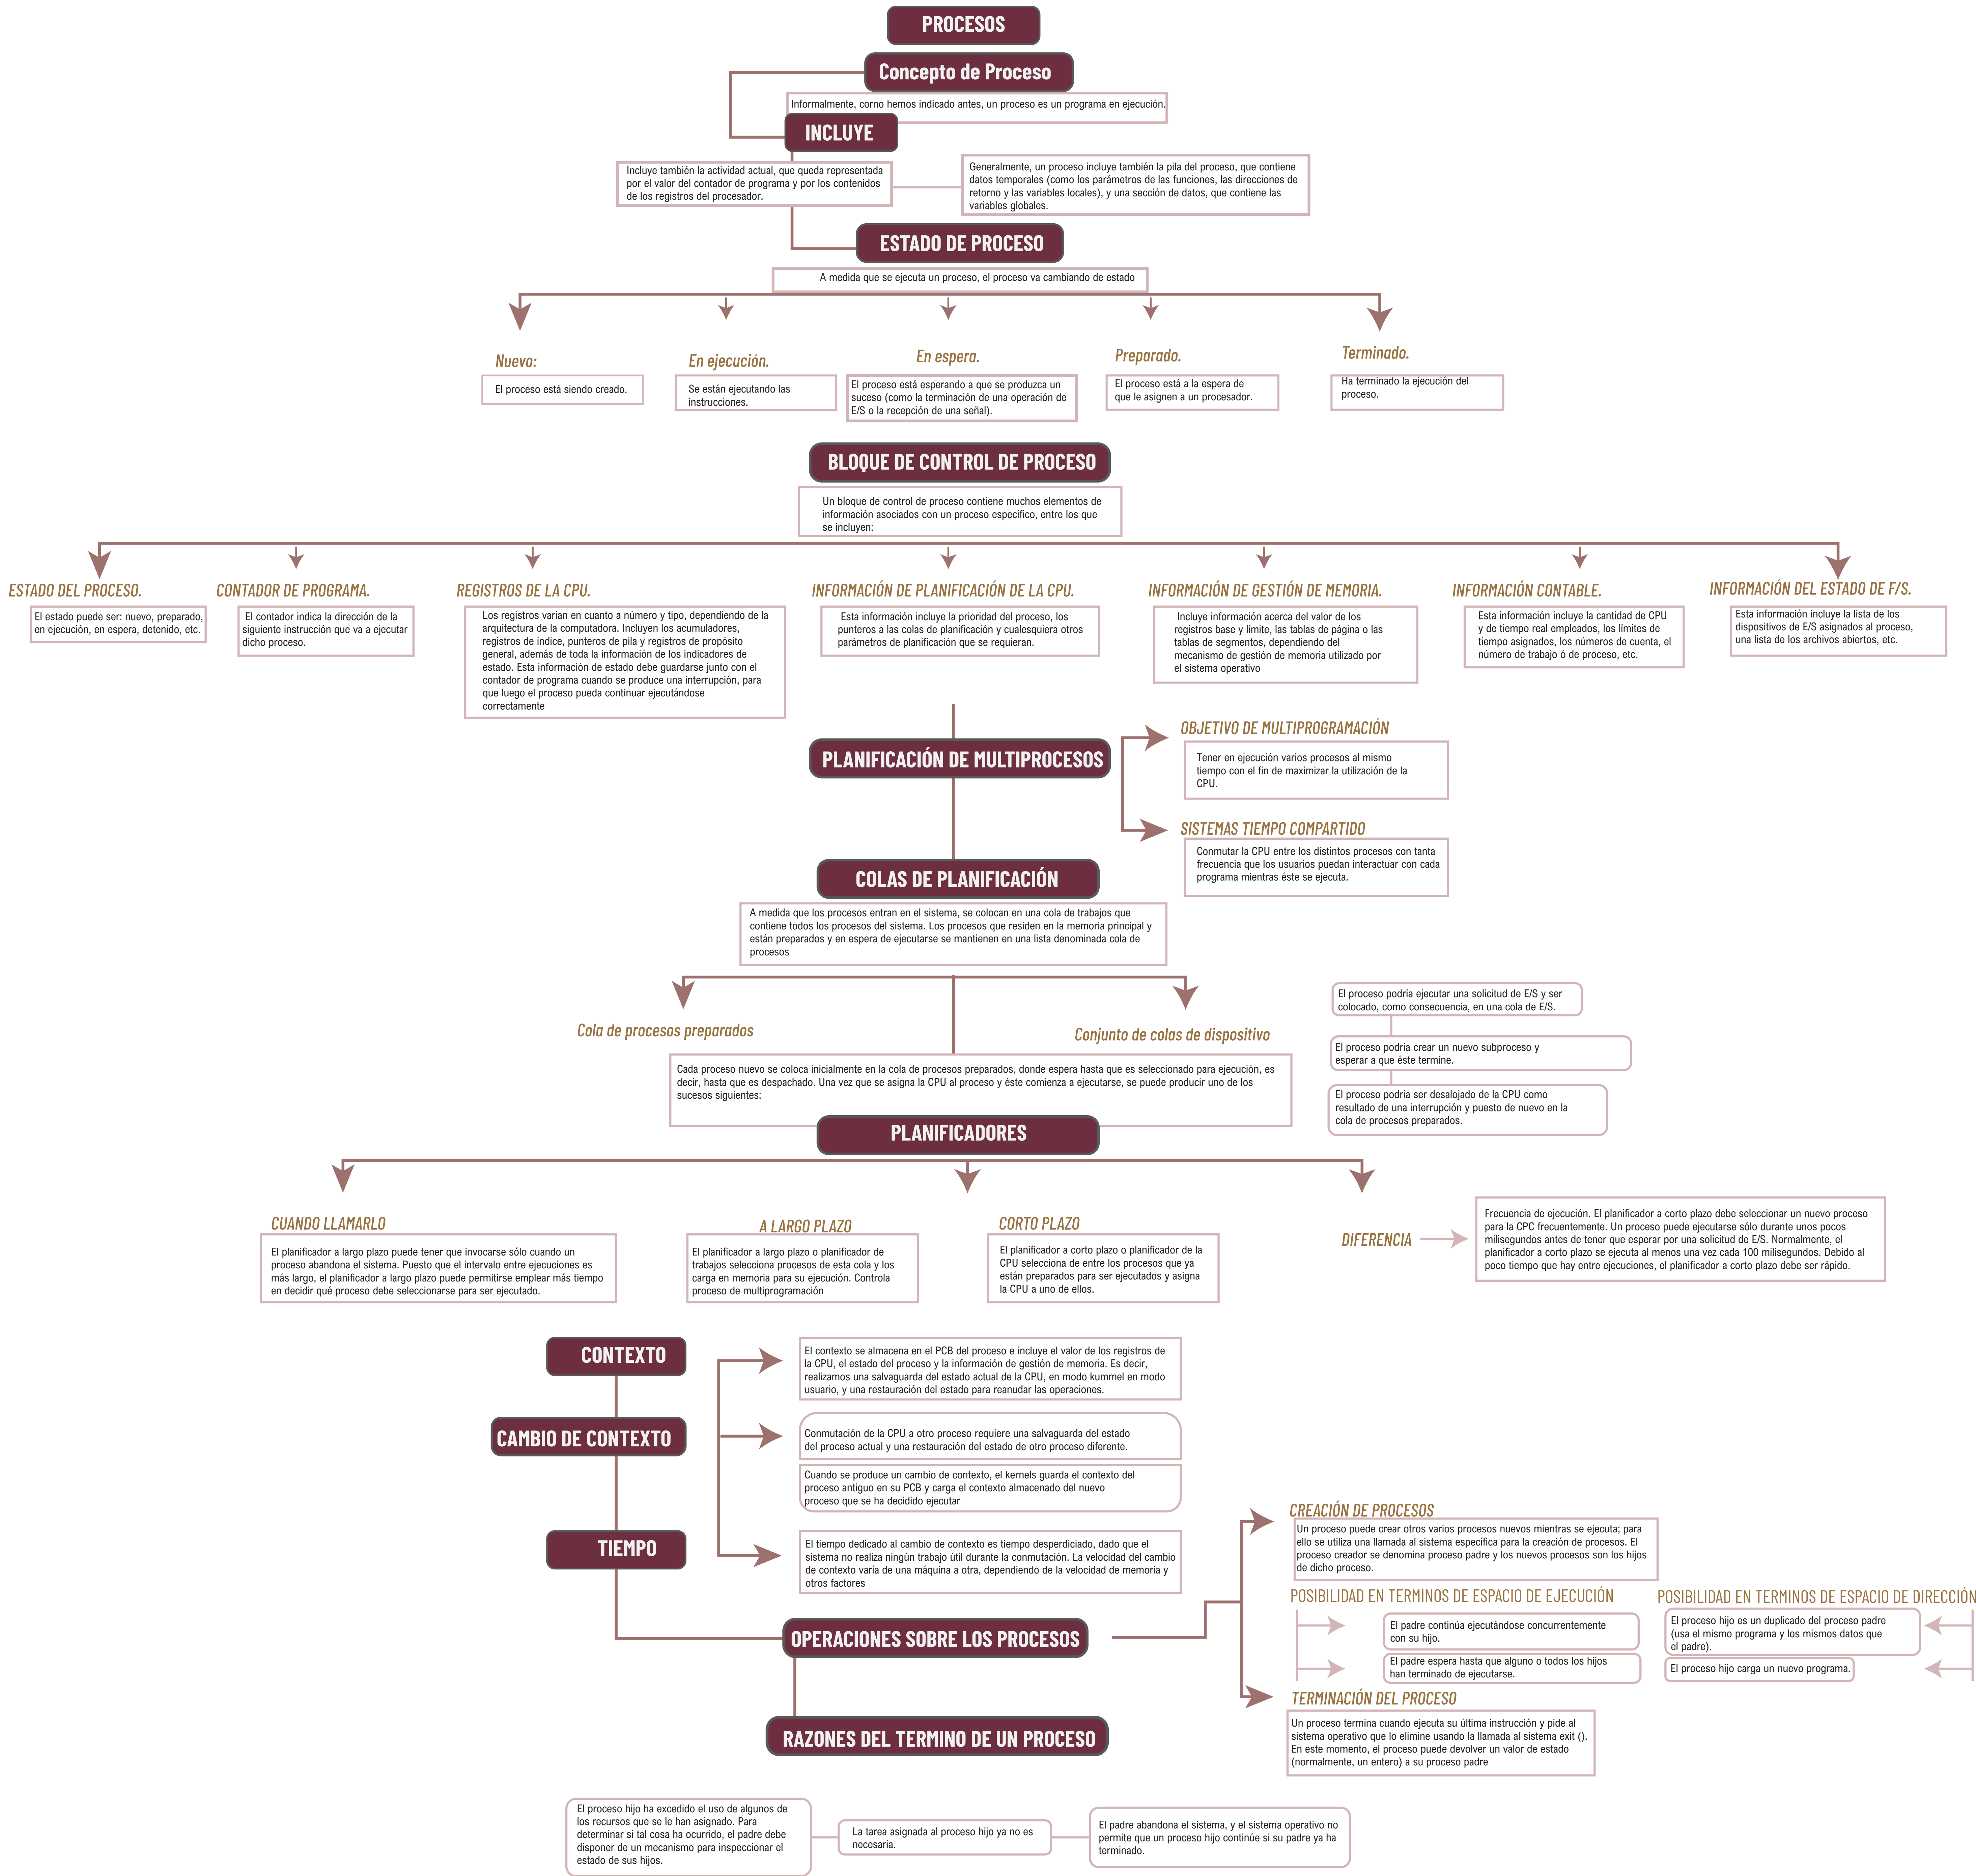 PROCESOS
Concepto de Proceso
Informalmente, corno hemos indicado antes, un proceso es un programa en ejecución.
INCLUYE
Incluye también la actividad actual, que queda representada
por el valor del contador de programa y por los contenidos
de los registros del procesador.
Generalmente, un proceso incluye también la pila del proceso, que contiene
datos temporales (como los parámetros de las funciones, las direcciones de
retorno y las variables locales), y una sección de datos, que contiene las
variables globales.
ESTADO DE PROCESO
A medida que se ejecuta un proceso, el proceso va cambiando de estado
Nuevo:
El proceso está siendo creado.
En ejecución.
Se están ejecutando las
instrucciones.
En espera.
El proceso está esperando a que se produzca un
suceso (como la terminación de una operación de
E/S o la recepción de una señal).
Preparado.
El proceso está a la espera de
que le asignen a un procesador.
Terminado.
Ha terminado la ejecución del
proceso.
BLOQUE DE CONTROL DE PROCESO
Un bloque de control de proceso contiene muchos elementos de
información asociados con un proceso específico, entre los que
se incluyen:
ESTADO DEL PROCESO.
El estado puede ser: nuevo, preparado,
en ejecución, en espera, detenido, etc.
CONTADOR DE PROGRAMA.
El contador indica la dirección de la
siguiente instrucción que va a ejecutar
dicho proceso.
REGISTROS DE LA CPU.
Los registros varían en cuanto a número y tipo, dependiendo de la
arquitectura de la computadora. Incluyen los acumuladores,
registros de índice, punteros de pila y registros de propósito
general, además de toda la información de los indicadores de
estado. Esta información de estado debe guardarse junto con el
contador de programa cuando se produce una interrupción, para
que luego el proceso pueda continuar ejecutándose
correctamente
INFORMACIÓN DE PLANIFICACIÓN DE LA CPU.
Esta información incluye la prioridad del proceso, los
punteros a las colas de planificación y cualesquiera otros
parámetros de planificación que se requieran.
INFORMACIÓN DE GESTIÓN DE MEMORIA.
Incluye información acerca del valor de los
registros base y límite, las tablas de página o las
tablas de segmentos, dependiendo del
mecanismo de gestión de memoria utilizado por
el sistema operativo
INFORMACIÓN CONTABLE.
Esta información incluye la cantidad de CPU
y de tiempo real empleados, los límites de
tiempo asignados, los números de cuenta, el
número de trabajo ó de proceso, etc.
INFORMACIÓN DEL ESTADO DE F/S.
Esta información incluye la lista de los
dispositivos de E/S asignados al proceso,
una lista de los archivos abiertos, etc.
PLANIFICACIÓN DE MULTIPROCESOS
OBJETIVO DE MULTIPROGRAMACIÓN
Tener en ejecución varios procesos al mismo
tiempo con el fin de maximizar la utilización de la
CPU.
SISTEMAS TIEMPO COMPARTIDO
Conmutar la CPU entre los distintos procesos con tanta
frecuencia que los usuarios puedan interactuar con cada
programa mientras éste se ejecuta.
COLAS DE PLANIFICACIÓN
A medida que los procesos entran en el sistema, se colocan en una cola de trabajos que
contiene todos los procesos del sistema. Los procesos que residen en la memoria principal y
están preparados y en espera de ejecutarse se mantienen en una lista denominada cola de
procesos
Cola de procesos preparados
Conjunto de colas de dispositivo
Cada proceso nuevo se coloca inicialmente en la cola de procesos preparados, donde espera hasta que es seleccionado para ejecución, es
decir, hasta que es despachado. Una vez que se asigna la CPU al proceso y éste comienza a ejecutarse, se puede producir uno de los
sucesos siguientes:
El proceso podría ejecutar una solicitud de E/S y ser
colocado, como consecuencia, en una cola de E/S.
El proceso podría crear un nuevo subproceso y
esperar a que éste termine.
El proceso podría ser desalojado de la CPU como
resultado de una interrupción y puesto de nuevo en la
cola de procesos preparados.
PLANIFICADORES
CUANDO LLAMARLO
El planificador a largo plazo puede tener que invocarse sólo cuando un
proceso abandona el sistema. Puesto que el intervalo entre ejecuciones es
más largo, el planificador a largo plazo puede permitirse emplear más tiempo
en decidir qué proceso debe seleccionarse para ser ejecutado.
A LARGO PLAZO
El planificador a largo plazo o planificador de
trabajos selecciona procesos de esta cola y los
carga en memoria para su ejecución. Controla
proceso de multiprogramación
CORTO PLAZO
El planificador a corto plazo o planificador de la
CPU selecciona de entre los procesos que ya
están preparados para ser ejecutados y asigna
la CPU a uno de ellos.
DIFERENCIA
Frecuencia de ejecución. El planificador a corto plazo debe seleccionar un nuevo proceso
para la CPC frecuentemente. Un proceso puede ejecutarse sólo durante unos pocos
milisegundos antes de tener que esperar por una solicitud de E/S. Normalmente, el
planificador a corto plazo se ejecuta al menos una vez cada 100 milisegundos. Debido al
poco tiempo que hay entre ejecuciones, el planificador a corto plazo debe ser rápido.
CONTEXTO
El contexto se almacena en el PCB del proceso e incluye el valor de los registros de
la CPU, el estado del proceso y la información de gestión de memoria. Es decir,
realizamos una salvaguarda del estado actual de la CPU, en modo kummel en modo
usuario, y una restauración del estado para reanudar las operaciones.
CAMBIO DE CONTEXTO
Conmutación de la CPU a otro proceso requiere una salvaguarda del estado
del proceso actual y una restauración del estado de otro proceso diferente.
Cuando se produce un cambio de contexto, el kernels guarda el contexto del
proceso antiguo en su PCB y carga el contexto almacenado del nuevo
proceso que se ha decidido ejecutar
TIEMPO
El tiempo dedicado al cambio de contexto es tiempo desperdiciado, dado que el
sistema no realiza ningún trabajo útil durante la conmutación. La velocidad del cambio
de contexto varía de una máquina a otra, dependiendo de la velocidad de memoria y
otros factores
OPERACIONES SOBRE LOS PROCESOS
CREACIÓN DE PROCESOS
Un proceso puede crear otros varios procesos nuevos mientras se ejecuta; para
ello se utiliza una llamada al sistema específica para la creación de procesos. El
proceso creador se denomina proceso padre y los nuevos procesos son los hijos
de dicho proceso.
POSIBILIDAD EN TERMINOS DE ESPACIO DE EJECUCIÓN
El padre continúa ejecutándose concurrentemente
con su hijo.
El padre espera hasta que alguno o todos los hijos
han terminado de ejecutarse.
POSIBILIDAD EN TERMINOS DE ESPACIO DE DIRECCIÓN
El proceso hijo es un duplicado del proceso padre
(usa el mismo programa y los mismos datos que
el padre).
El proceso hijo carga un nuevo programa.
TERMINACIÓN DEL PROCESO
Un proceso termina cuando ejecuta su última instrucción y pide al
sistema operativo que lo elimine usando la llamada al sistema exit ().
En este momento, el proceso puede devolver un valor de estado
(normalmente, un entero) a su proceso padre
RAZONES DEL TERMINO DE UN PROCESO
El proceso hijo ha excedido el uso de algunos de
los recursos que se le han asignado. Para
determinar si tal cosa ha ocurrido, el padre debe
disponer de un mecanismo para inspeccionar el
estado de sus hijos.
La tarea asignada al proceso hijo ya no es
necesaria.
El padre abandona el sistema, y el sistema operativo no
permite que un proceso hijo continúe si su padre ya ha
terminado.